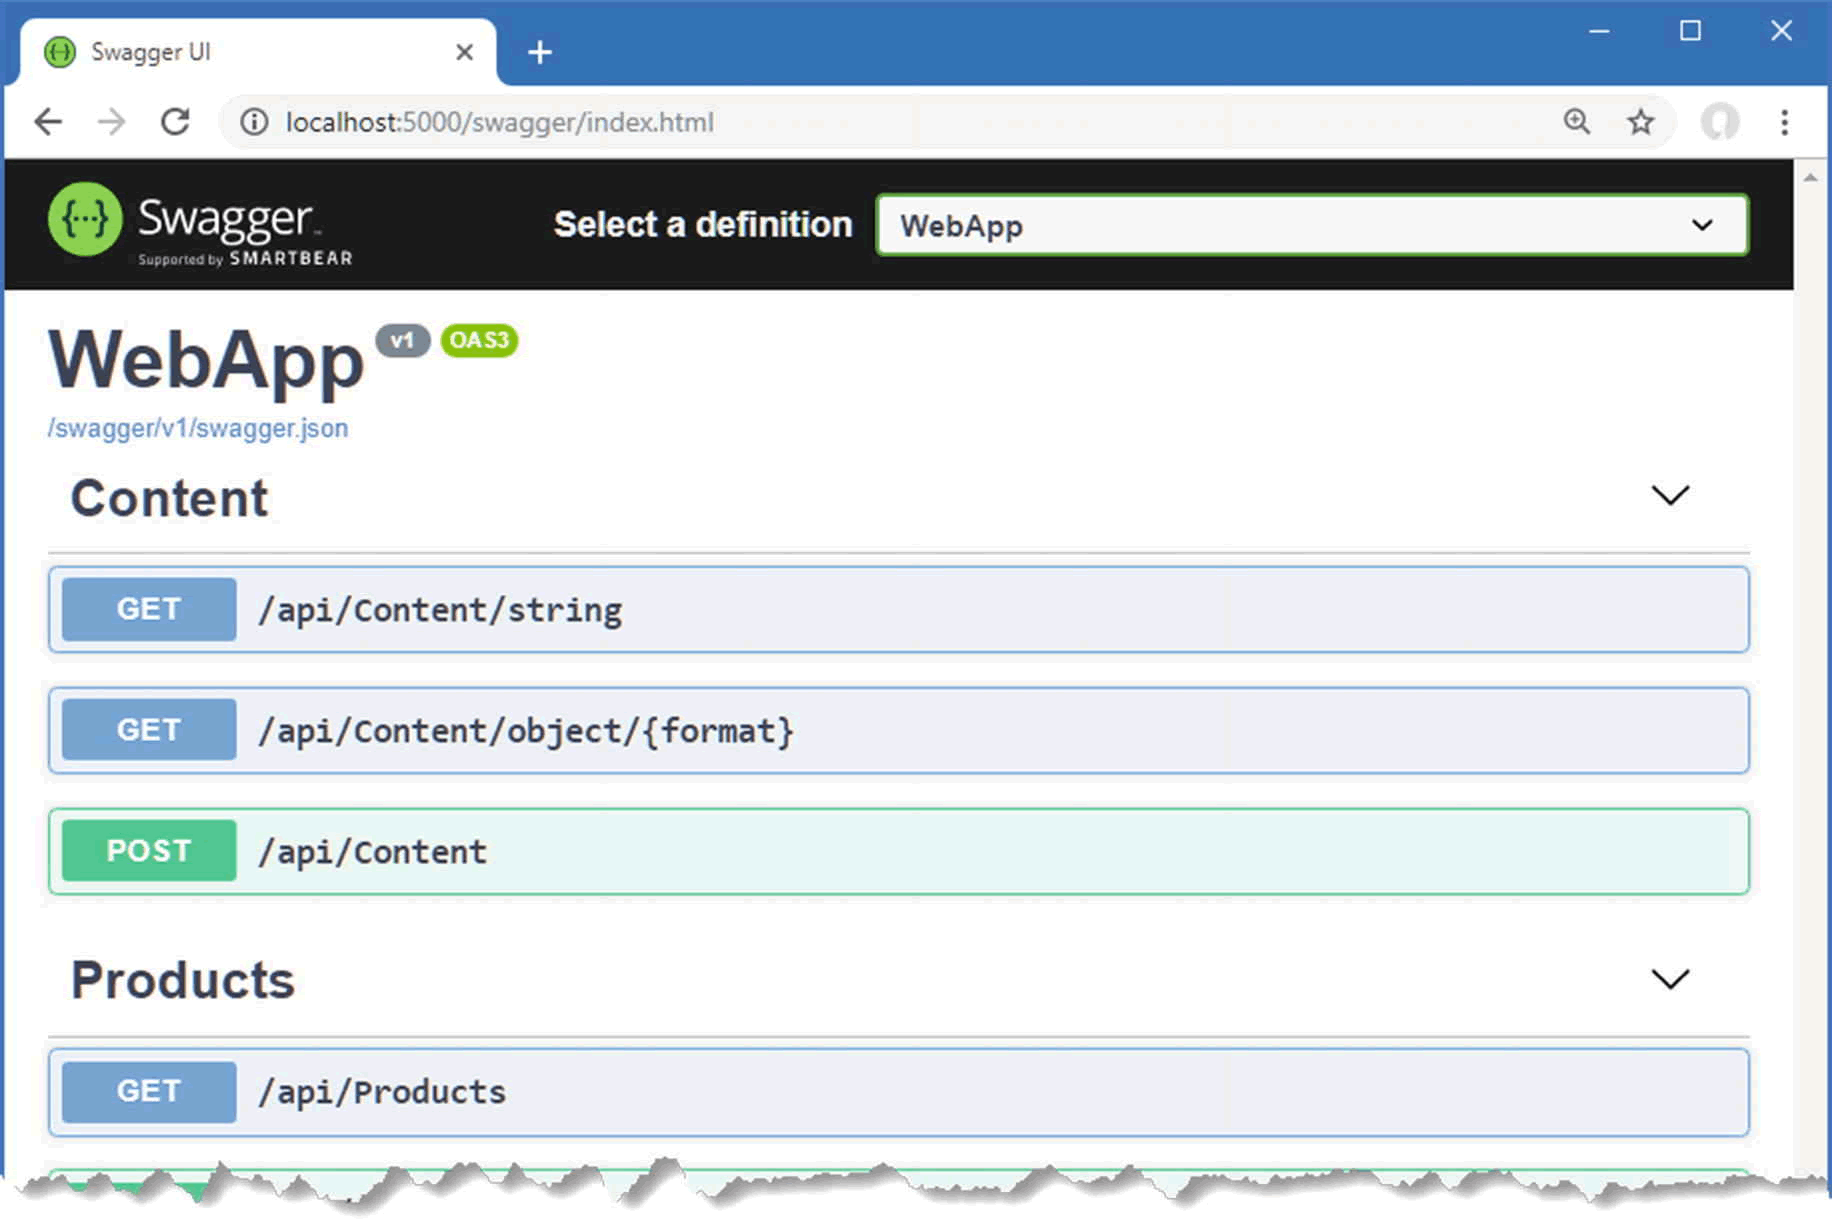 Swagger UI
localhost:5000/swagger/index.html
{···} Swagger™
Supported by SMARTBEAR
Select a definition
WebApp
WebApp v1 OAS3
/swagger/v1/swagger.json
Content
GET /api/Content/string
GET /api/Content/object/{format}
POST /api/Content
Products
GET /api/Products